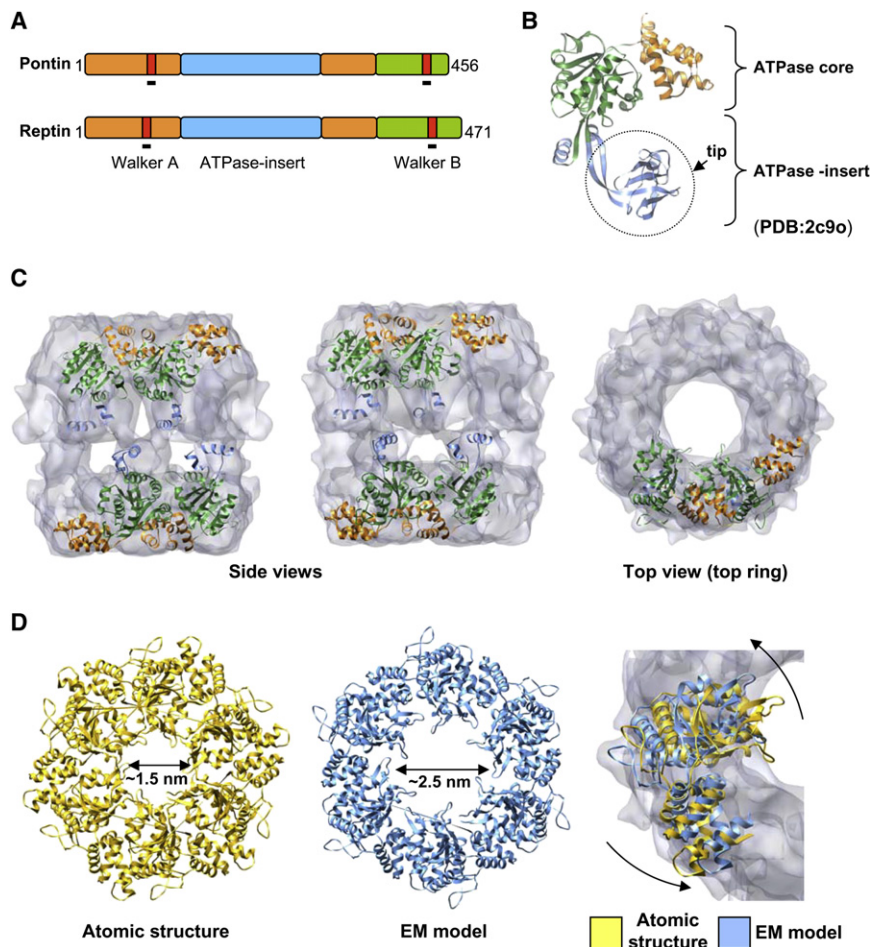 A
Pontin 1
456
Reptin 1
471
Walker A
ATPase-insert
Walker B
B
ATPase core
tip
ATPase -insert
(PDB:2c9o)
C
Side views
Top view (top ring)
D
~1.5 nm
~2.5 nm
Atomic structure
EM model
Atomic
structure
EM model